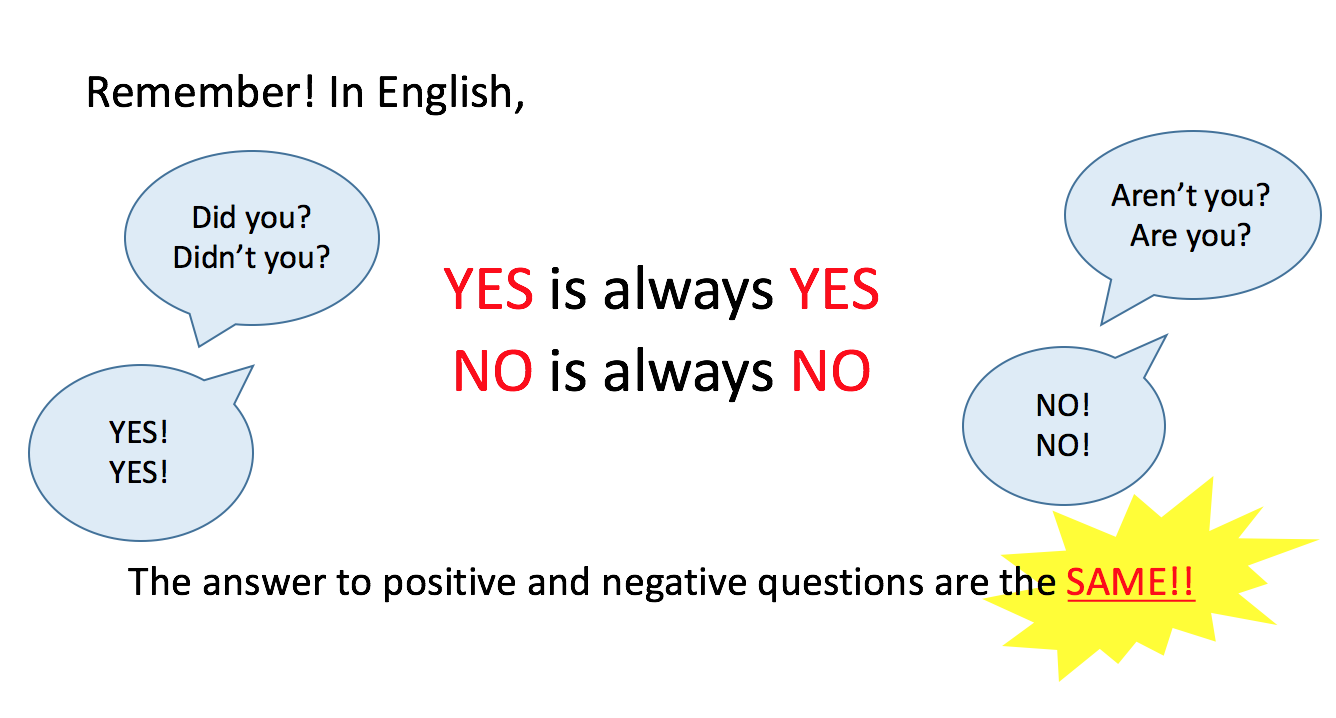 Remember! In English,
Did you?
Didn’t you?
YES!
YES!
YES is always YES
NO is always NO
Aren’t you?
Are you?
NO!
NO!
The answer to positive and negative questions are the SAME!!